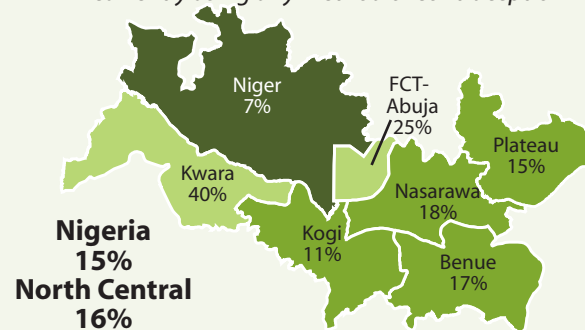 Niger
7%
FCT-
Abuja
25%
Plateau
15%
Kwara
40%
Nasarawa
18%
Kogi
11%
Benue
17%
Nigeria
15%
North Central
16%